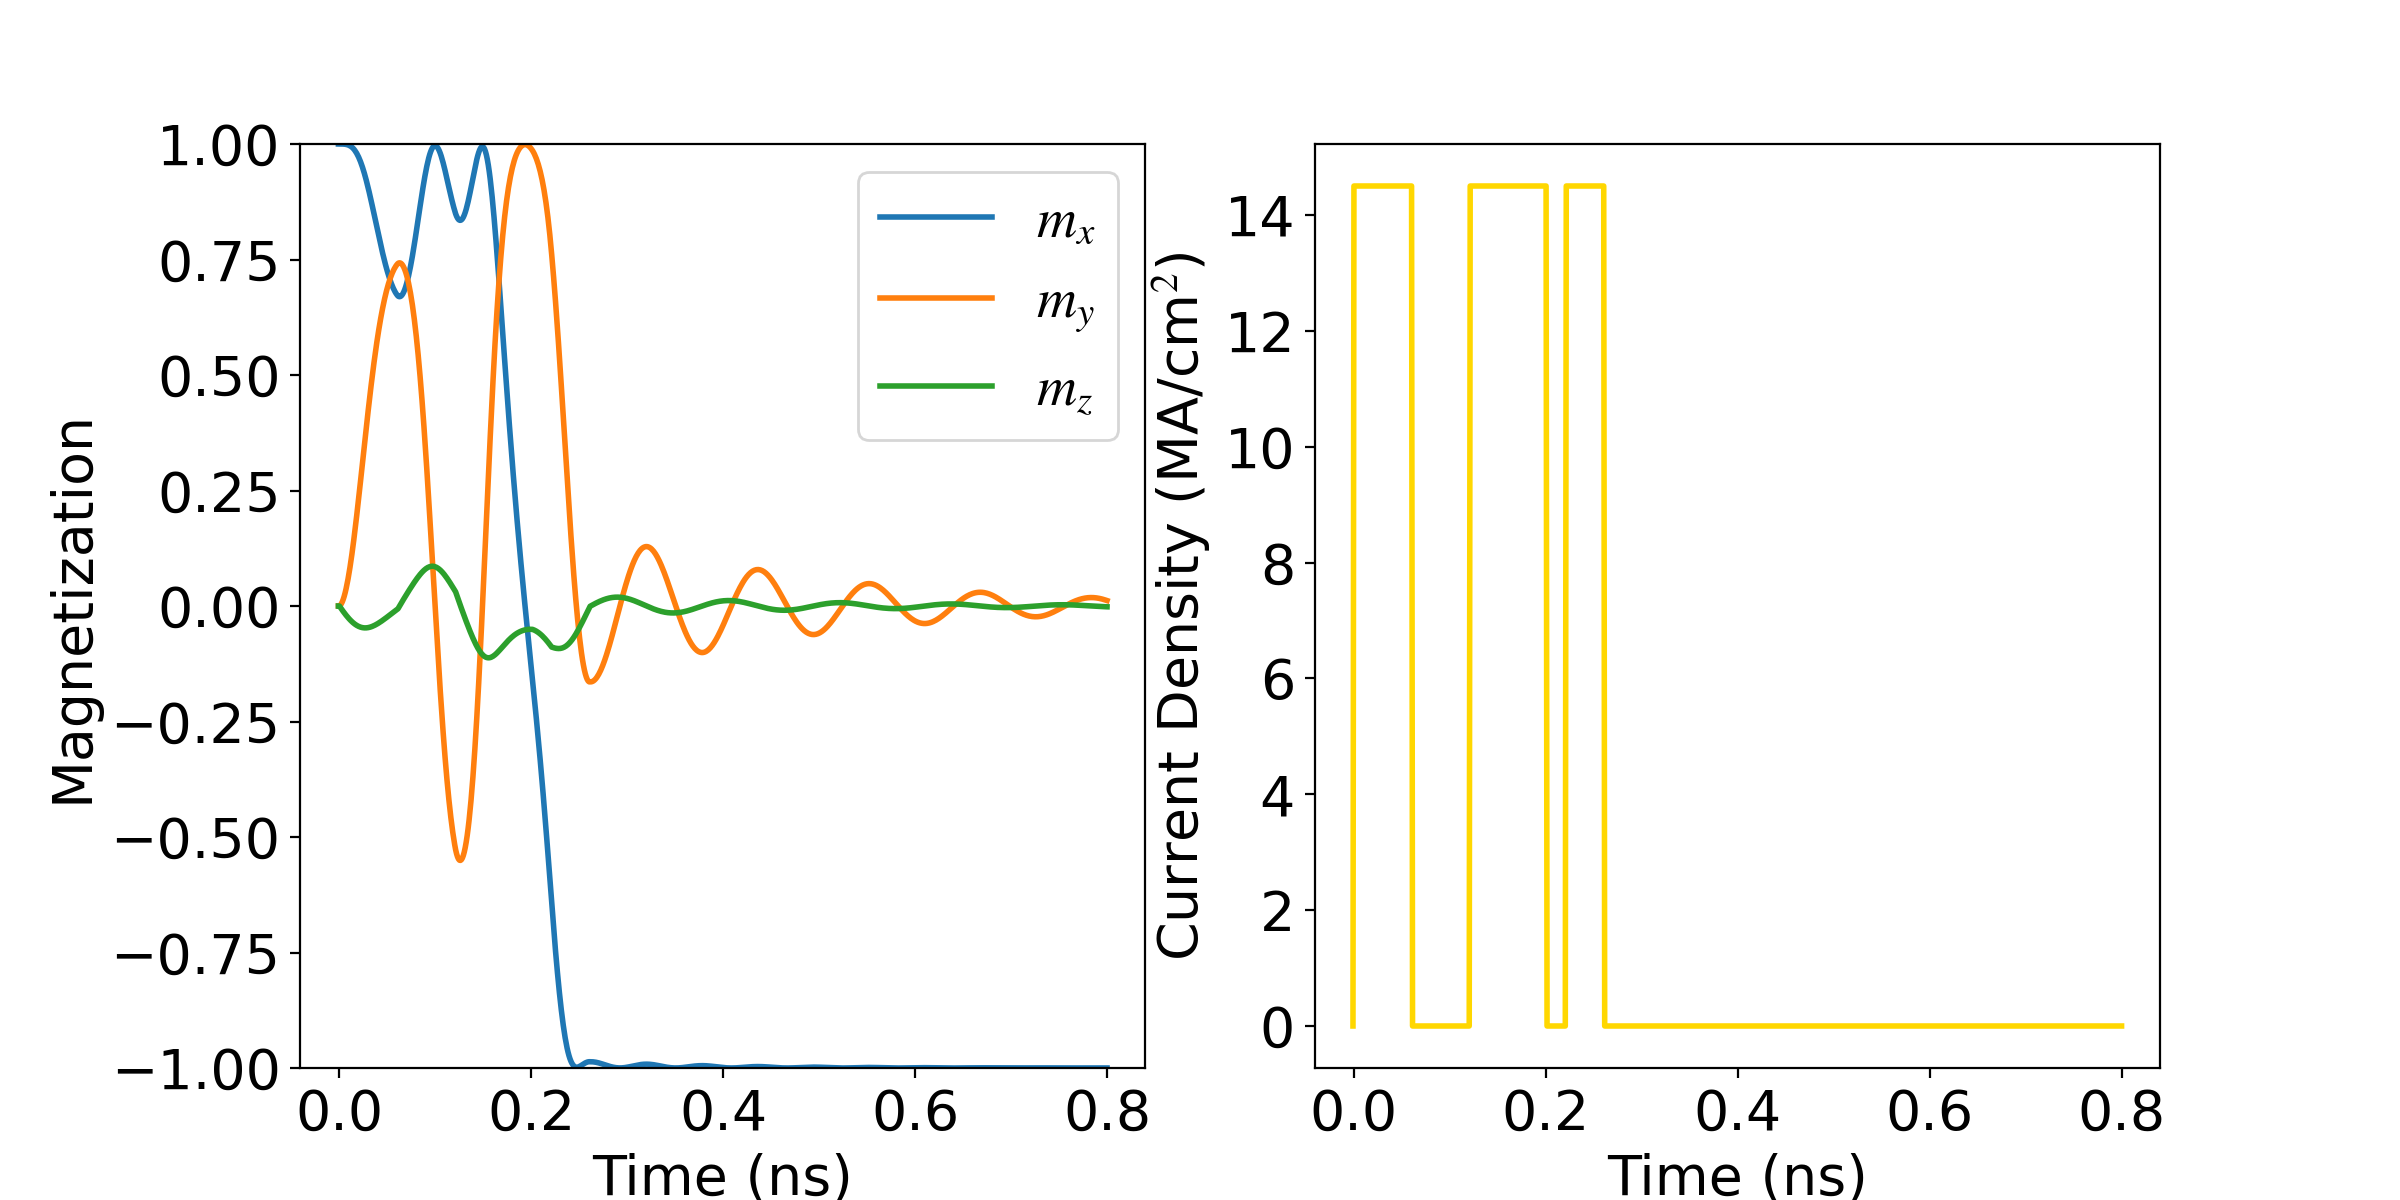 Magnetization
1.00
0.75
0.50
0.25
0.00
−0.25
−0.50
−0.75
−1.00
0.0 0.2 0.4 0.6 0.8
Time (ns)
m_x
m_y
m_z
Current Density (MA/cm²)
14
12
10
8
6
4
2
0
0.0 0.2 0.4 0.6 0.8
Time (ns)